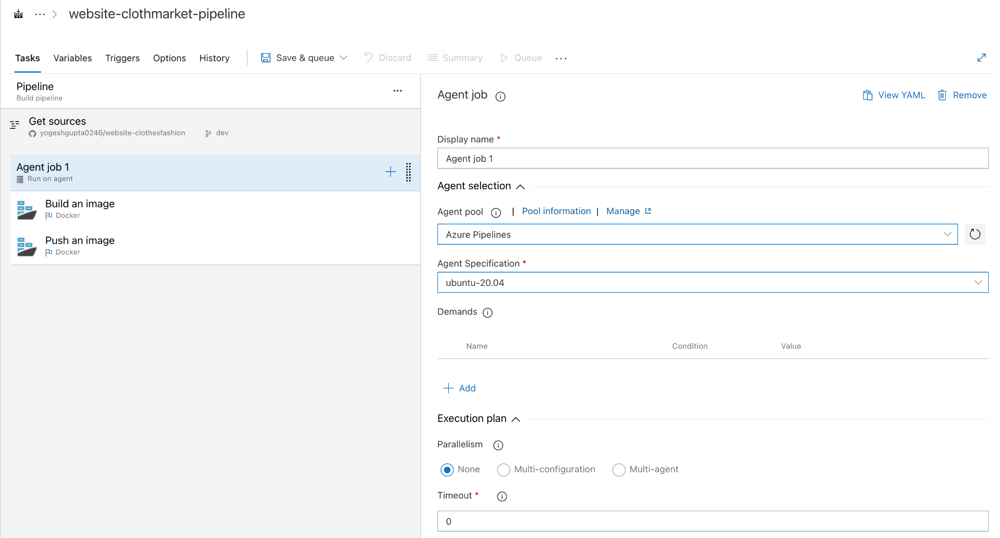 website-clothmarket-pipeline
Tasks Variables Triggers Options History Save & queue Discard Summary Queue
Pipeline
Build pipeline
Get sources
yogeshgupta0246/website-clothesfashion dev
Agent job 1
Run on agent
Build an image
Docker
Push an image
Docker
Agent job View YAML Remove
Display name *
Agent job 1
Agent selection
Agent pool | Pool information | Manage
Azure Pipelines
Agent Specification *
ubuntu-20.04
Demands
Name Condition Value
Add
Execution plan
Parallelism
None Multi-configuration Multi-agent
Timeout *
0